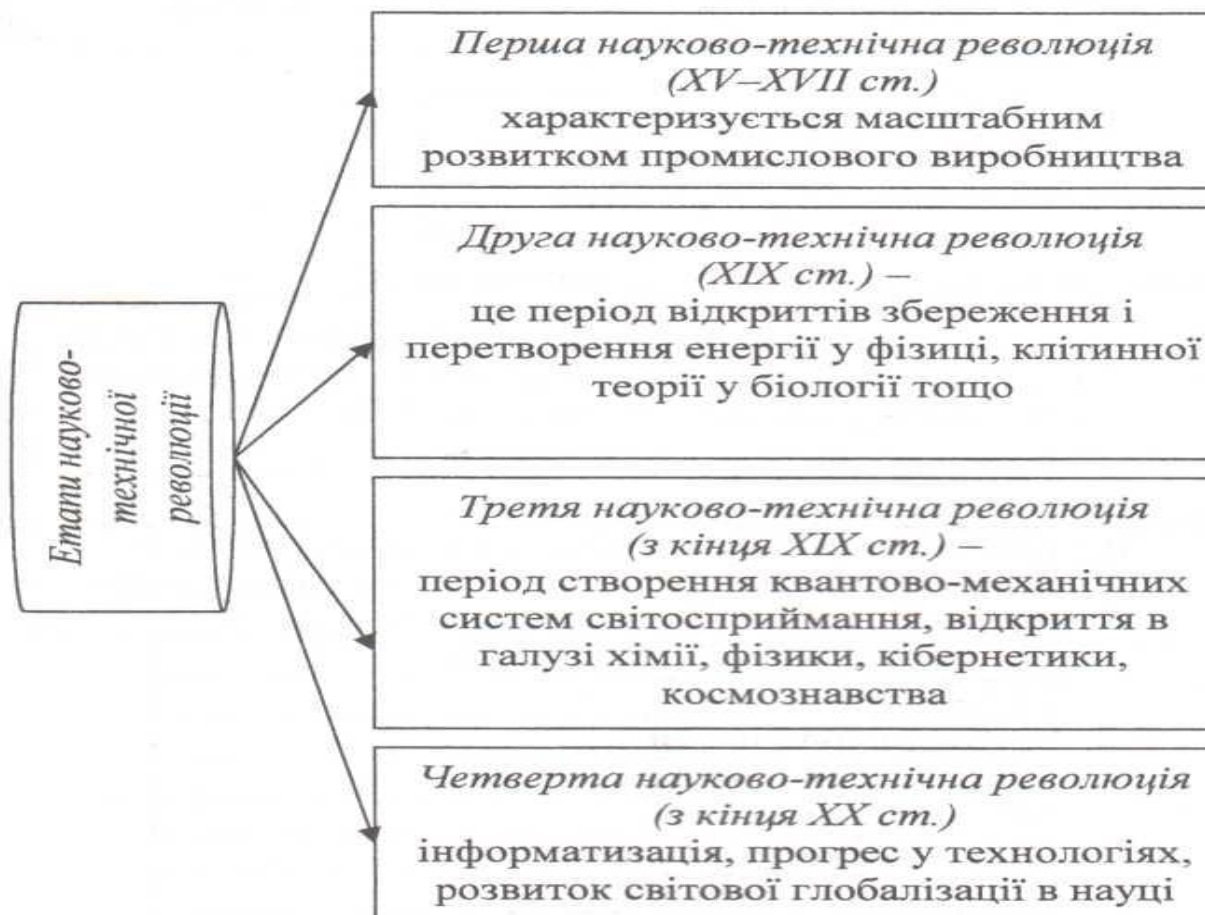 Етапи науково-
технічної
революції
Перша науково-технічна революція
(XV–XVII ст.)
характеризується масштабним
розвитком промислового виробництва
Друга науково-технічна революція
(XIX ст.) –
це період відкриттів збереження і
перетворення енергії у фізиці, клітинної
теорії у біології тощо
Третя науково-технічна революція
(з кінця XIX ст.) –
період створення квантово-механічних
систем світосприймання, відкриття в
галузі хімії, фізики, кібернетики,
космознавства
Четверта науково-технічна революція
(з кінця XX ст.)
інформатизація, прогрес у технологіях,
розвиток світової глобалізації в науці